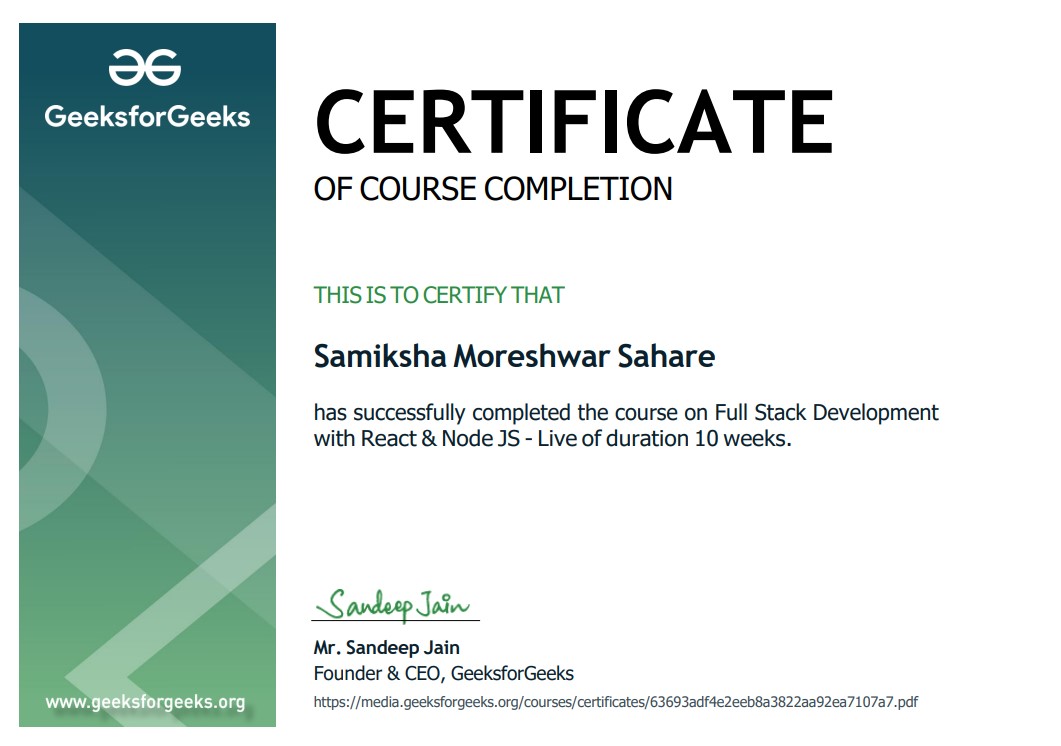 GeeksforGeeks
CERTIFICATE
OF COURSE COMPLETION
THIS IS TO CERTIFY THAT
Samiksha Moreshwar Sahare
has successfully completed the course on Full Stack Development
with React & Node JS - Live of duration 10 weeks.
Sandeep Jain
Mr. Sandeep Jain
Founder & CEO, GeeksforGeeks
https://media.geeksforgeeks.org/courses/certificates/63693adf4e2eeb8a3822aa92ea7107a7.pdf
www.geeksforgeeks.org